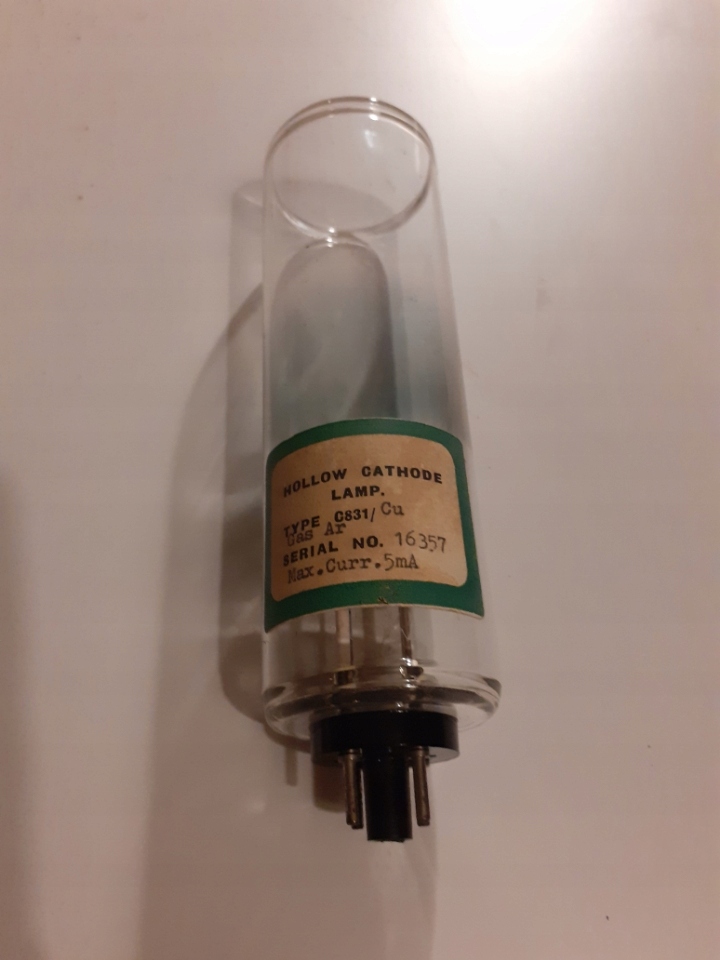 HOLLOW CATHODE
LAMP.
TYPE C831/ Cu
Gas Ar
SERIAL NO. 16357
Max.Curr.5mA